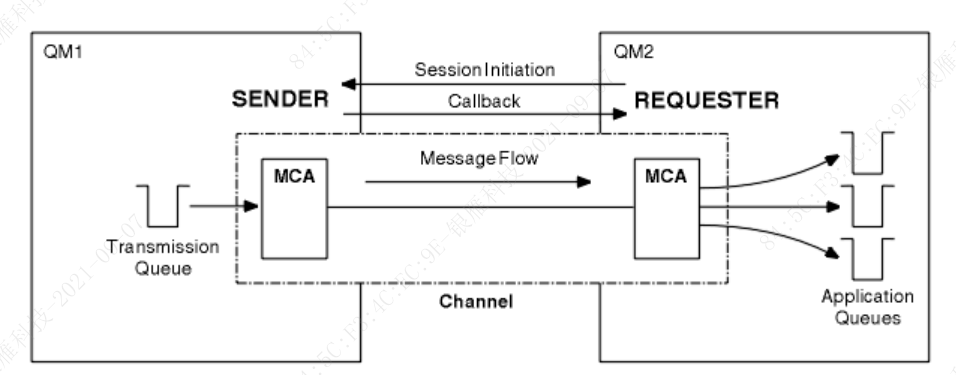 QM1
QM2
Session Initiation
SENDER
Callback
REQUESTER
Message Flow
MCA
MCA
Transmission
Queue
Channel
Application
Queues